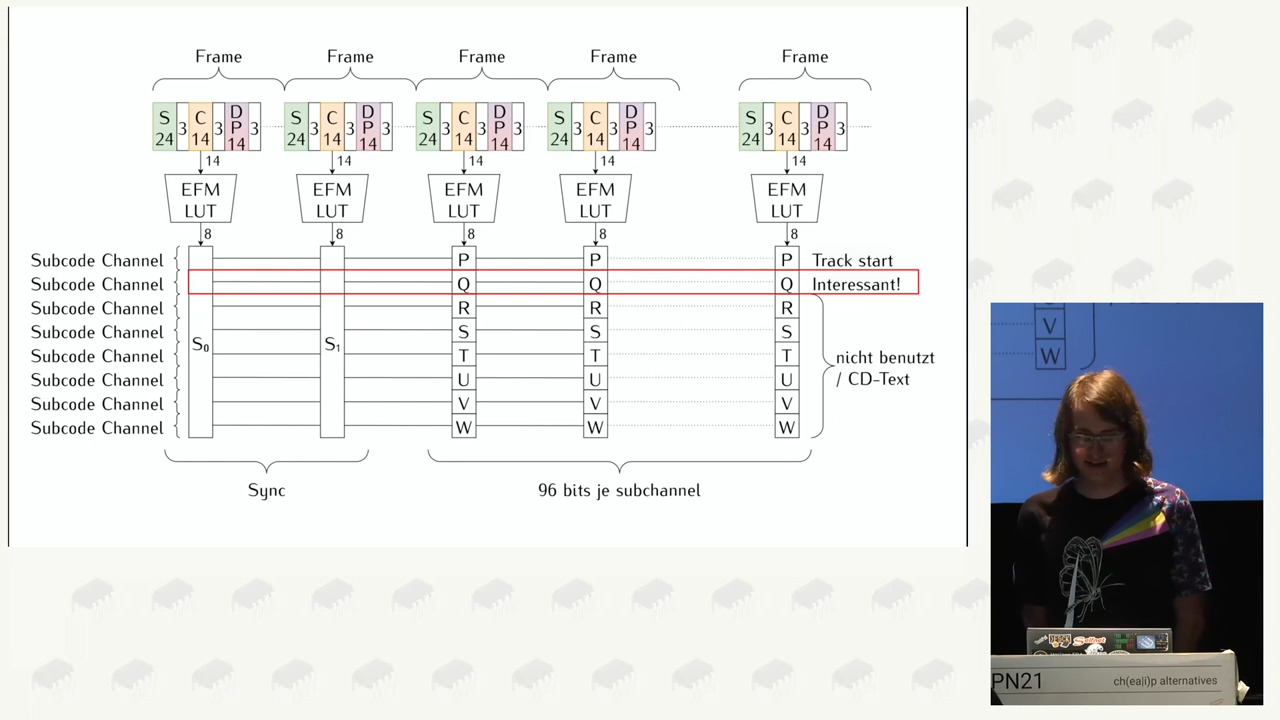 Frame Frame Frame Frame Frame
S 24 3 C 14 3 D P 14 3 S 24 3 C 14 3 D P 14 3 S 24 3 C 14 3 D P 14 3 S 24 3 C 14 3 D P 14 3 S 24 3 C 14 3 D P 14 3
14 14 14 14 14
EFM EFM EFM EFM EFM
LUT LUT LUT LUT LUT
8 8 8 8 8
Subcode Channel P P P Track start
Subcode Channel Q Q Q Interessant!
Subcode Channel R R R
Subcode Channel S S S
Subcode Channel S₀ S₁ T T T nicht benutzt
Subcode Channel U U U / CD-Text
Subcode Channel V V V
Subcode Channel W W W
Sync 96 bits je subchannel
V
W
PN21 ch(ea|i)p alternatives